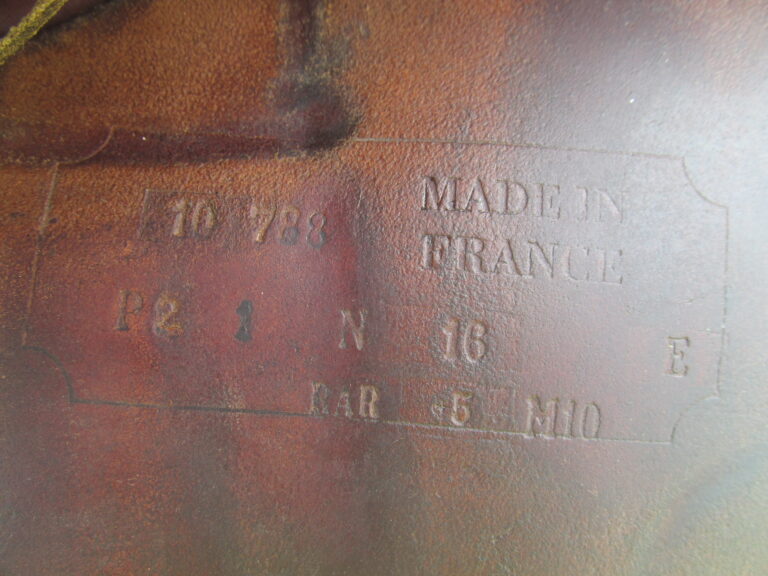 10 788
MADE IN
FRANCE
P2 1 N 16 E
RAR 5 M10